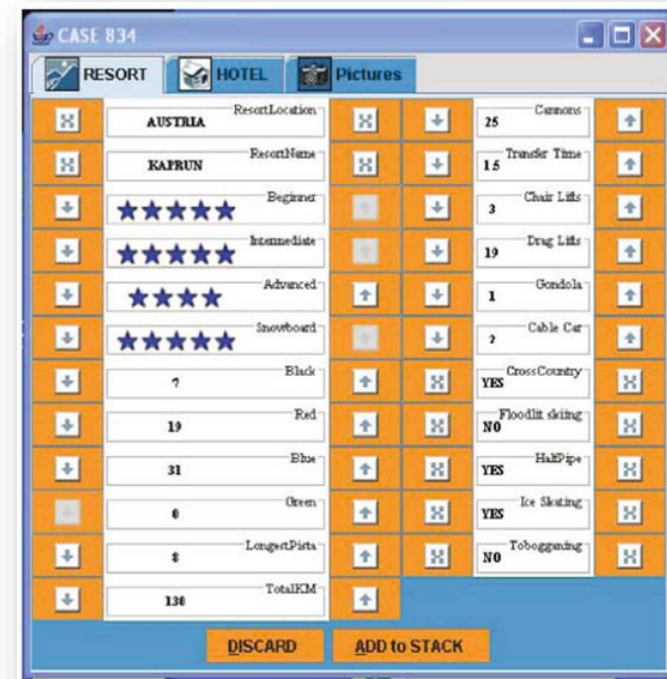 CASE 834
RESORT HOTEL Pictures
ResortLocation
AUSTRIA
ResortName
KAPRUN
Beginner
Intermediate
Advanced
Snowboard
Black
7
Red
19
Blue
31
Green
0
LongestPista
8
TotalKM
130
Cannons
25
Transfer Time
1.5
Chair Lifts
3
Drag Lifts
19
Gondola
1
Cable Car
2
CrossCountry
YES
Floodlit skiing
NO
HalfPipe
YES
Ice Skating
YES
Tobogganing
NO
DISCARD ADD to STACK